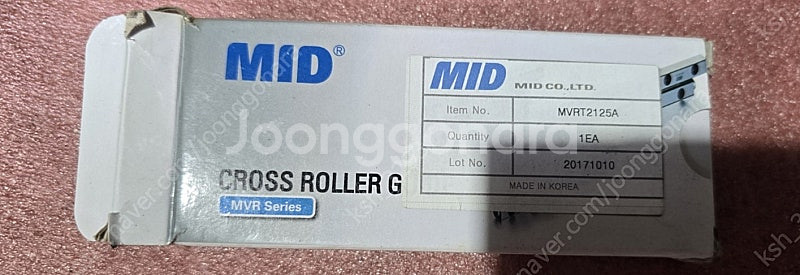 MID®
CROSS ROLLER G
MVR Series
MID MID CO.,LTD.
Item No. MVRT2125A
Quantity 1EA
Lot No. 20171010
MADE IN KOREA
Joonggonara